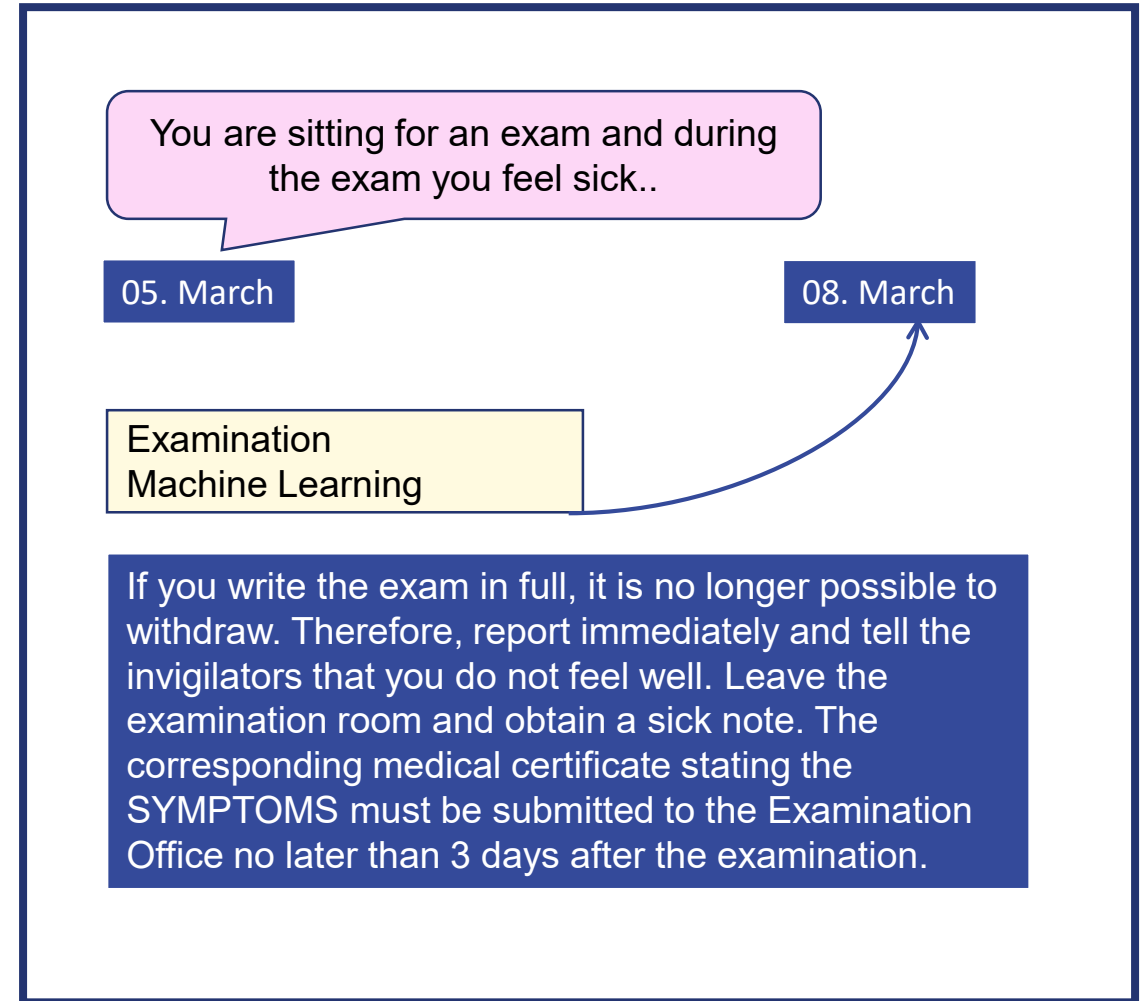 You are sitting for an exam and during
the exam you feel sick..
05. March
08. March
Examination
Machine Learning
If you write the exam in full, it is no longer possible to
withdraw. Therefore, report immediately and tell the
invigilators that you do not feel well. Leave the
examination room and obtain a sick note. The
corresponding medical certificate stating the
SYMPTOMS must be submitted to the Examination
Office no later than 3 days after the examination.